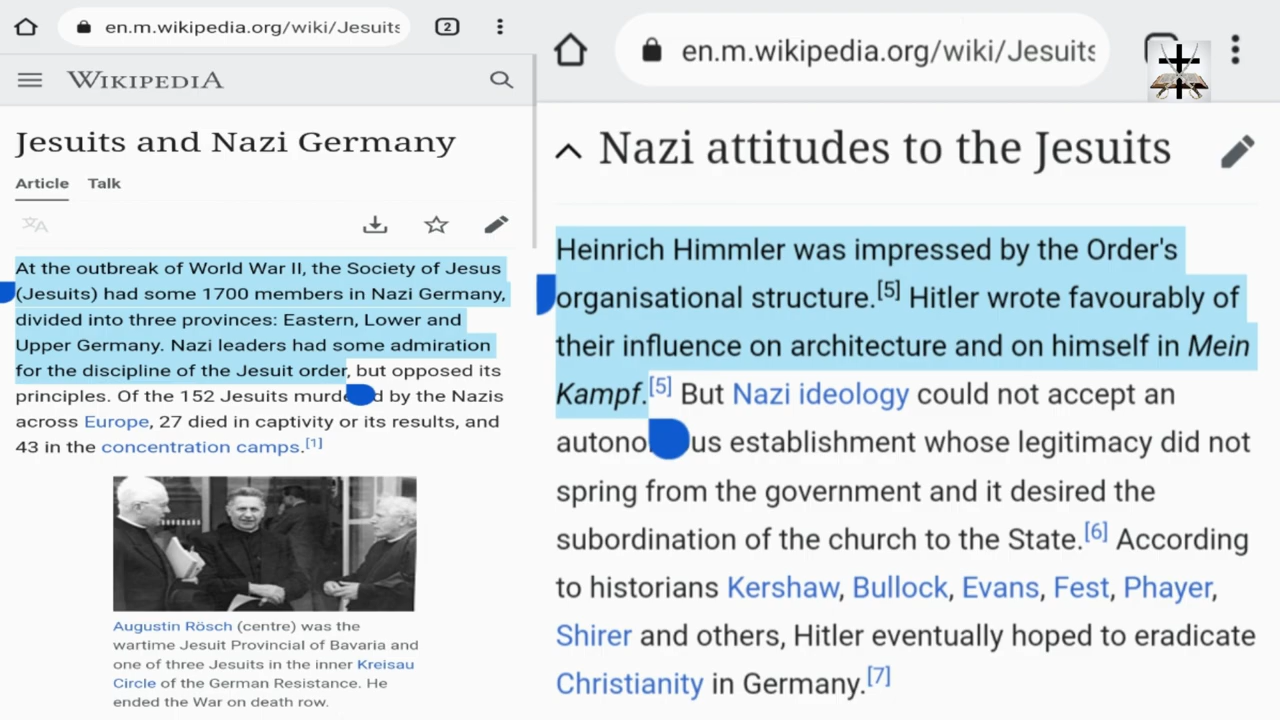 en.m.wikipedia.org/wiki/Jesuits
2
WIKIPEDIA
Jesuits and Nazi Germany
Article Talk
At the outbreak of World War II, the Society of Jesus
(Jesuits) had some 1700 members in Nazi Germany,
divided into three provinces: Eastern, Lower and
Upper Germany. Nazi leaders had some admiration
for the discipline of the Jesuit order, but opposed its
principles. Of the 152 Jesuits murd d by the Nazis
across Europe, 27 died in captivity or its results, and
43 in the concentration camps.[1]
Augustin Rösch (centre) was the
wartime Jesuit Provincial of Bavaria and
one of three Jesuits in the inner Kreisau
Circle of the German Resistance. He
ended the War on death row.
en.m.wikipedia.org/wiki/Jesuits
Nazi attitudes to the Jesuits
Heinrich Himmler was impressed by the Order's
organisational structure.[5] Hitler wrote favourably of
their influence on architecture and on himself in Mein
Kampf.[5] But Nazi ideology could not accept an
autono us establishment whose legitimacy did not
spring from the government and it desired the
subordination of the church to the State.[6] According
to historians Kershaw, Bullock, Evans, Fest, Phayer,
Shirer and others, Hitler eventually hoped to eradicate
Christianity in Germany.[7]